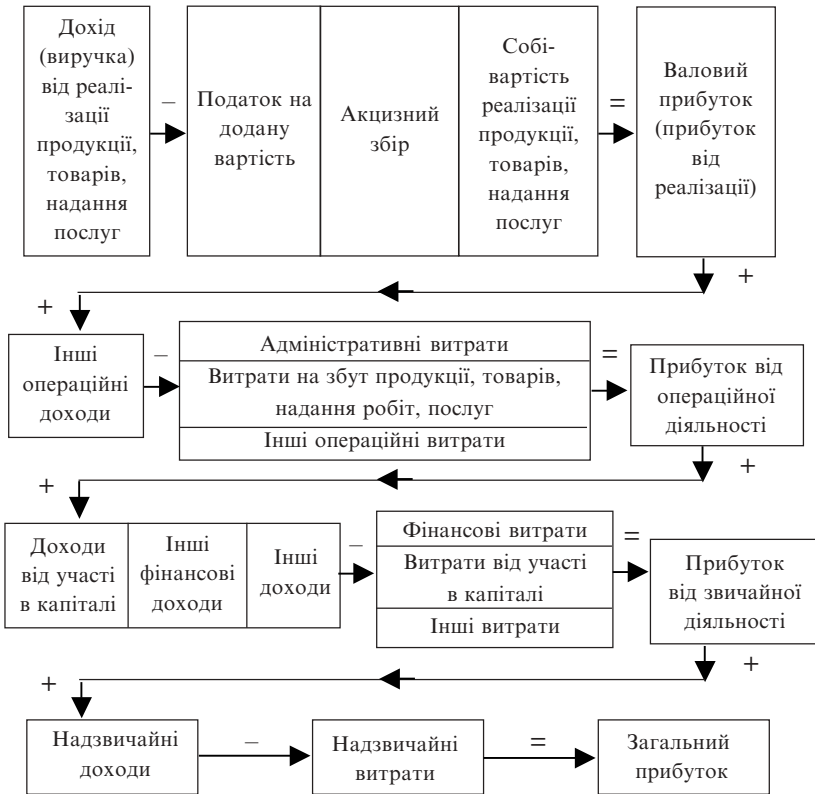 Дохід
(виручка)
від реалі-
зації
продукції,
товарів,
надання
послуг
–
Податок на
додану
вартість
Акцизний
збір
Собі-
вартість
реалізації
продукції,
товарів,
надання
послуг
=
Валовий
прибуток
(прибуток
від
реалізації)
+
+
Інші
операційні
доходи
–
Адміністративні витрати
Витрати на збут продукції, товарів,
надання робіт, послуг
Інші операційні витрати
=
Прибуток від
операційної
діяльності
+
+
Доходи
від участі
в капіталі
Інші
фінансові
доходи
Інші
доходи
–
Фінансові витрати
Витрати від участі
в капіталі
Інші витрати
=
Прибуток
від звичайної
діяльності
+
+
Надзвичайні
доходи
–
Надзвичайні
витрати
=
Загальний
прибуток